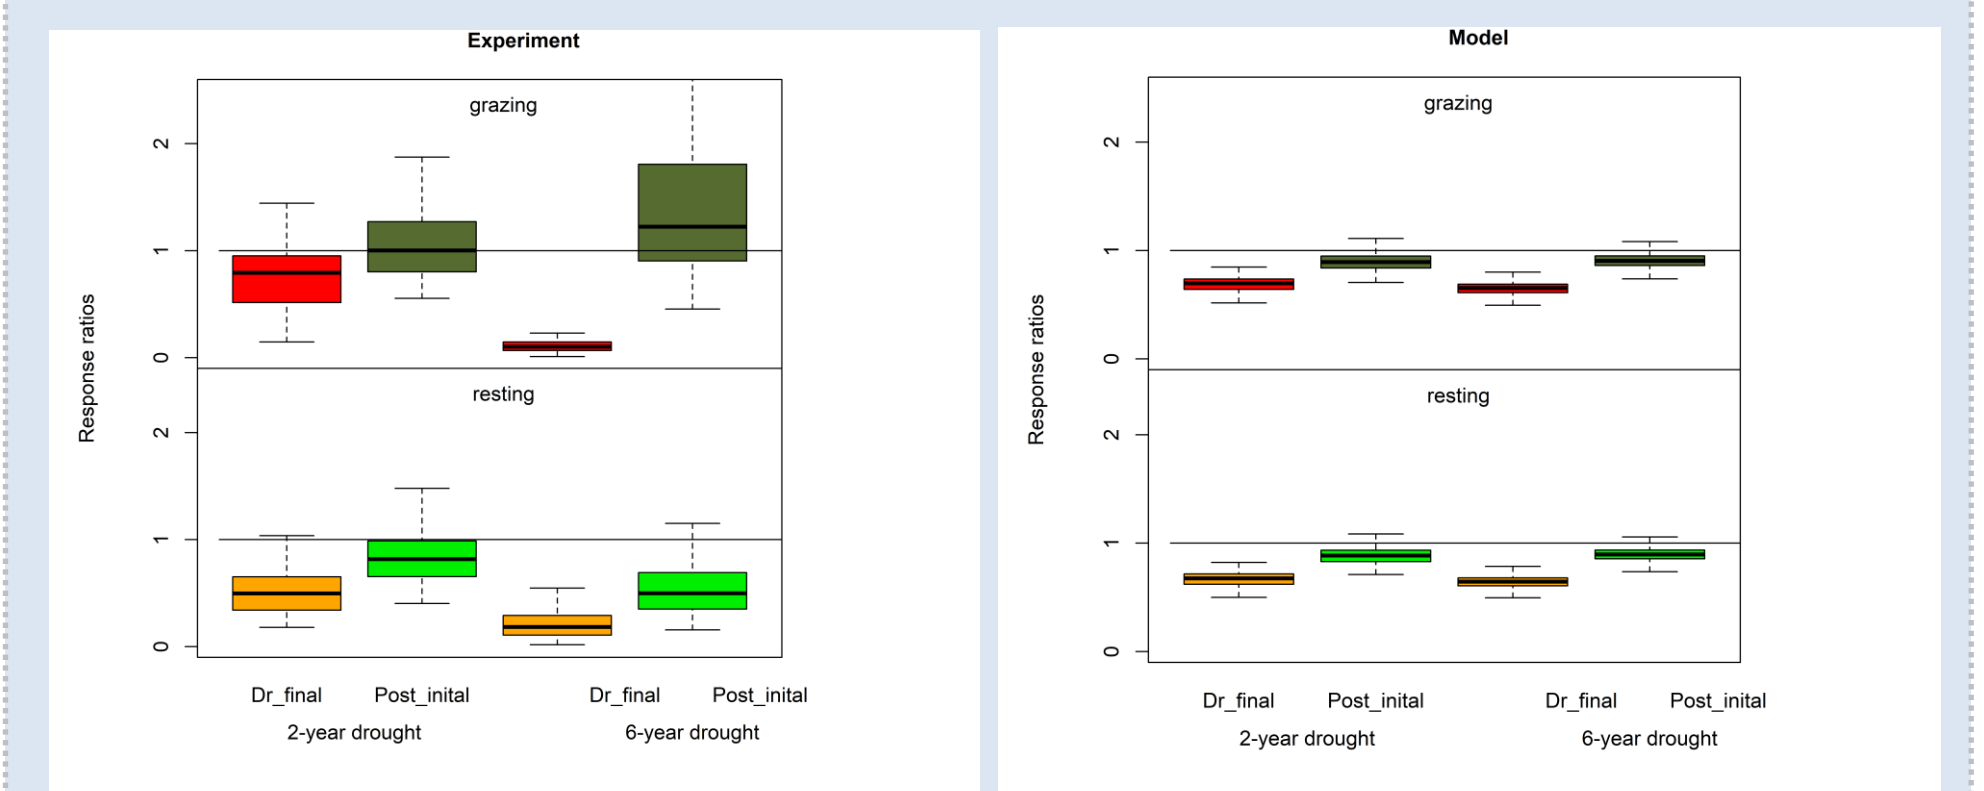 Experiment
grazing
2
1
0
resting
2
1
0
Response ratios
Dr_final Post_inital Dr_final Post_inital
2-year drought 6-year drought
Model
grazing
2
1
0
resting
2
1
0
Response ratios
Dr_final Post_inital Dr_final Post_inital
2-year drought 6-year drought